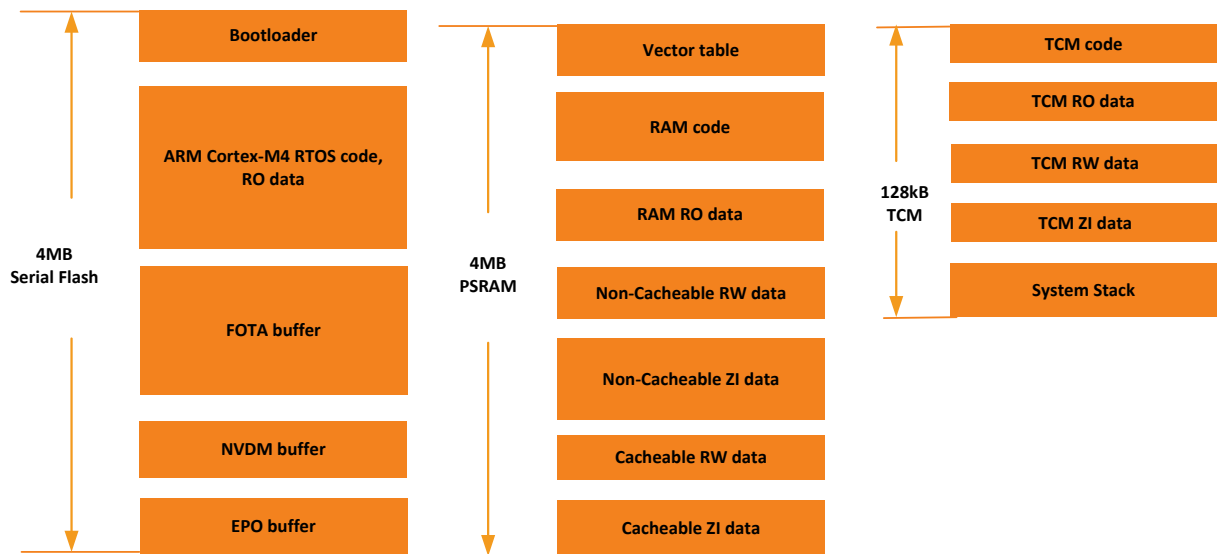 Bootloader
ARM Cortex-M4 RTOS code,
RO data
FOTA buffer
NVDM buffer
EPO buffer
4MB
Serial Flash
Vector table
RAM code
RAM RO data
Non-Cacheable RW data
Non-Cacheable ZI data
Cacheable RW data
Cacheable ZI data
4MB
PSRAM
TCM code
TCM RO data
TCM RW data
TCM ZI data
System Stack
128kB
TCM